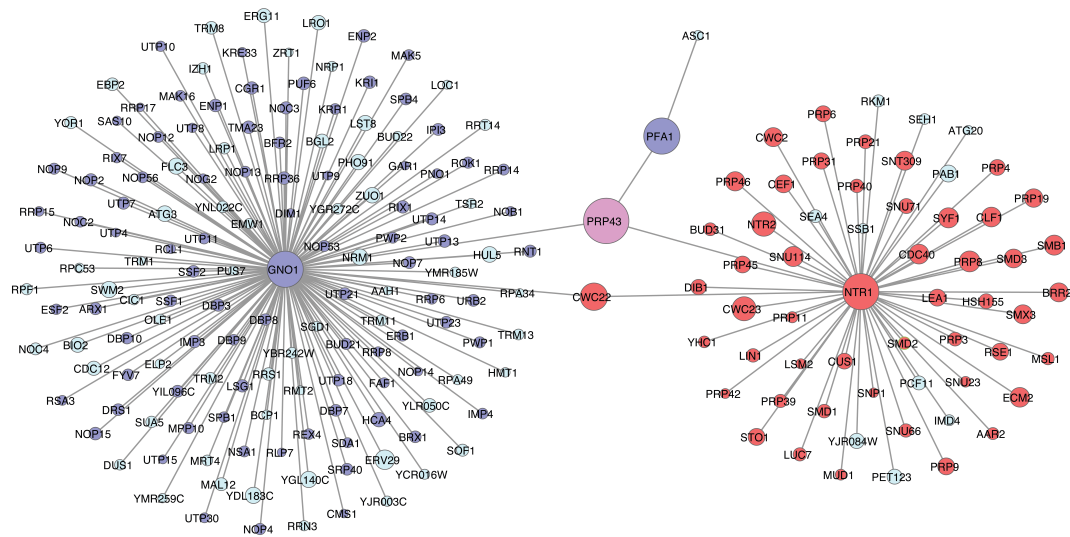 ERG11
TRM8
LRO1
ENP2
ASC1
UTP10
KRE33
ZRT1
MAK5
IZH1
NRP1
EBP2
CGR1
PUF6
KRI1
LOC1
MAK16
SPB4
RKM1
RRP17
ENP1
NOC3
KRR1
PRP6
SEH1
YOR1
SAS10
UTP8
TMA23
LST8
IPI3
RRT14
ATG20
NOP12
BUD22
PFA1
CWC2
PRP21
LRP1
BFR2
BGL2
RIX7
PHO91
ROK1
PRP31
SNT309
NOP9
FLC3
GAR1
RRP14
PRP4
NOP2
NOP56
NOG2
NOP13
RRP36
UTP9
PNO1
PRP46
CEF1
PRP40
PAB1
ZUO1
PRP19
UTP7
YNL022C
YGR272C
RIX1
TSR2
NOB1
SNU71
RRP15
ATG3
DIM1
UTP14
PRP43
SEA4
SYF1
CLF1
NOC2
EMW1
NTR2
BUD31
SSB1
UTP4
UTP11
PWP2
UTP13
UTP6
RCL1
NOP53
HUL5
RNT1
SMB1
TRM1
NRM1
NOP7
SNU114
CDC40
PRP8
SMD3
RPC53
SSF2
PUS7
GNO1
YMR185W
PRP45
RPF1
SWM2
AAH1
UTP21
RPA34
DIB1
NTR1
BRR2
CIC1
SSF1
DBP3
RRP6
URB2
CWC22
LEA1
HSH155
ESF2
ARX1
CWC23
SMX3
OLE1
DBP8
SGD1
TRM11
UTP23
PRP11
DBP10
IMP3
DBP9
BUD21
ERB1
TRM13
YHC1
SMD2
PRP3
NOC4
BIO2
YBR242W
RRP8
PWP1
LIN1
RSE1
MSL1
CDC12
ELP2
LSM2
CUS1
FYV7
TRM2
RRS1
UTP18
FAF1
NOP14
RPA49
HMT1
PCF11
SNU23
RSA3
YIL096C
LSG1
RMT2
PRP42
SNP1
ECM2
DRS1
SUA5
SPB1
BCP1
DBP7
HCA4
YLR050C
IMP4
PRP39
SMD1
IMD4
NOP15
MPP10
REX4
BRX1
STO1
YJR084W
SNU66
AAR2
SDA1
SOF1
LUC7
DUS1
UTP15
MRT4
NSA1
RLP7
SRP40
ERV29
YCR016W
MUD1
PET123
PRP9
YMR259C
MAL12
YDL183C
YGL140C
YJR003C
UTP30
NOP4
RRN3
CMS1